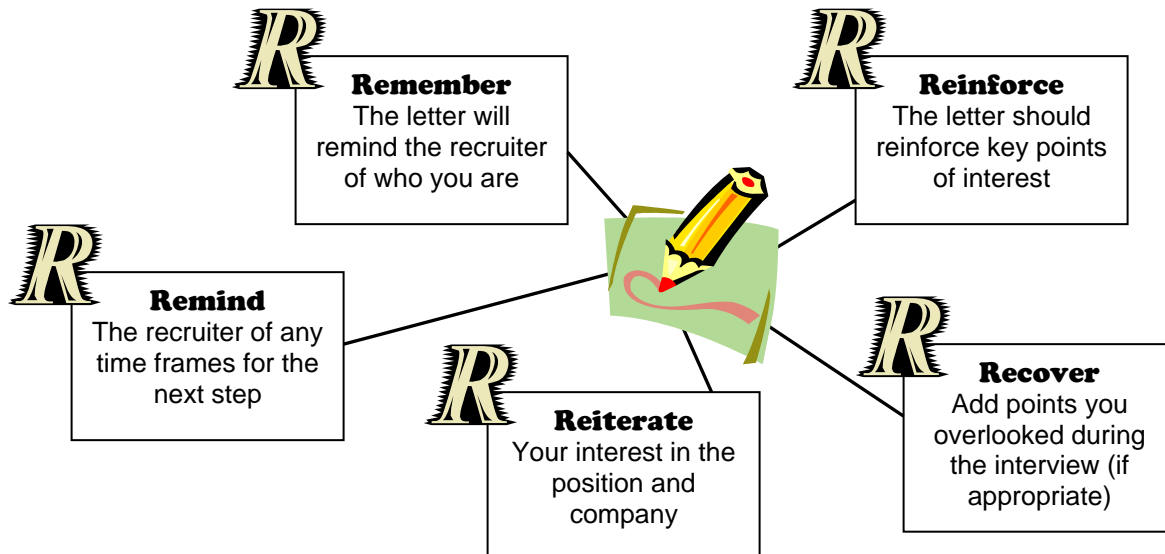 R
Remember
The letter will
remind the recruiter
of who you are
R
Reinforce
The letter should
reinforce key points
of interest
R
Remind
The recruiter of any
time frames for the
next step
R
Reiterate
Your interest in the
position and
company
R
Recover
Add points you
overlooked during
the interview (if
appropriate)